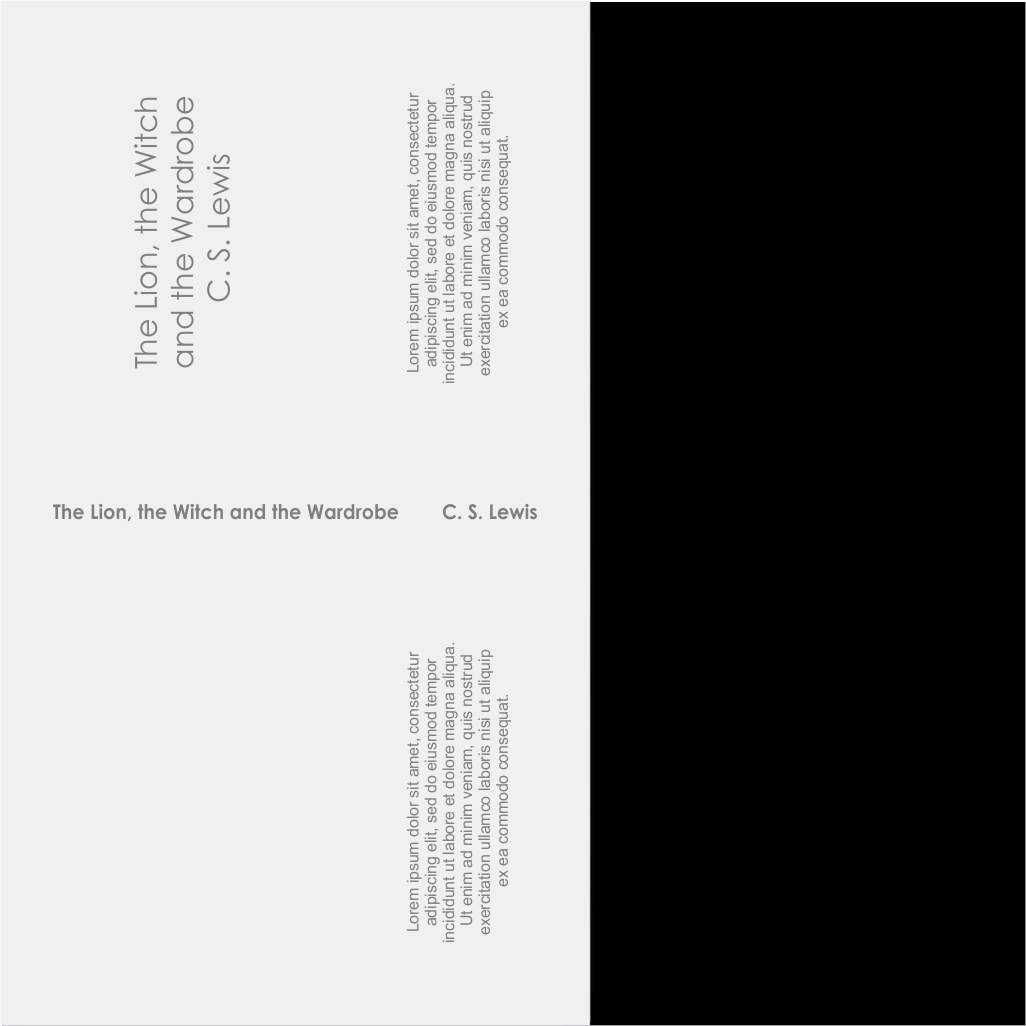 The Lion, the Witch
and the Wardrobe
C. S. Lewis
Lorem ipsum dolor sit amet, consectetur
adipiscing elit, sed do eiusmod tempor
incididunt ut labore et dolore magna aliqua.
Ut enim ad minim veniam, quis nostrud
exercitation ullamco laboris nisi ut aliquip
ex ea commodo consequat.
The Lion, the Witch and the Wardrobe C. S. Lewis
Lorem ipsum dolor sit amet, consectetur
adipiscing elit, sed do eiusmod tempor
incididunt ut labore et dolore magna aliqua.
Ut enim ad minim veniam, quis nostrud
exercitation ullamco laboris nisi ut aliquip
ex ea commodo consequat.